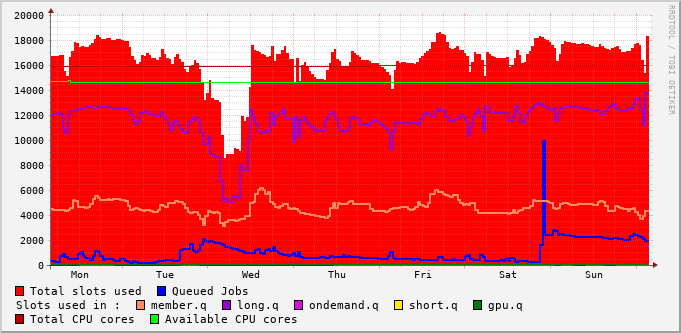 20000
18000
16000
14000
12000
10000
8000
6000
4000
2000
0
Mon Tue Wed Thu Fri Sat Sun
RRDTOOL / TOBI OETIKER
Total slots used Queued Jobs
Slots used in : member.q long.q ondemand.q short.q gpu.q
Total CPU cores Available CPU cores